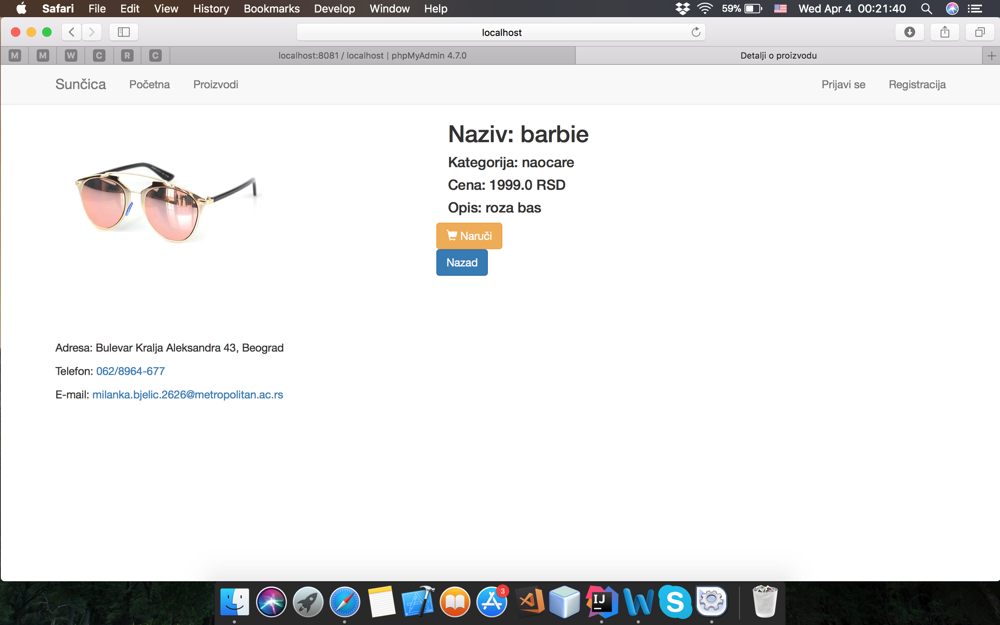 Safari File Edit View History Bookmarks Develop Window Help 59% Wed Apr 4 00:21:40
localhost
M M W C R C localhost:8081 / localhost | phpMyAdmin 4.7.0 Detalji o proizvodu
Sunčica Početna Proizvodi Prijavi se Registracija
Naziv: barbie
Kategorija: naocare
Cena: 1999.0 RSD
Opis: roza bas
Naruči
Nazad
Adresa: Bulevar Kralja Aleksandra 43, Beograd
Telefon: 062/8964-677
E-mail: milanka.bjelic.2626@metropolitan.ac.rs
3
IJ
W
S